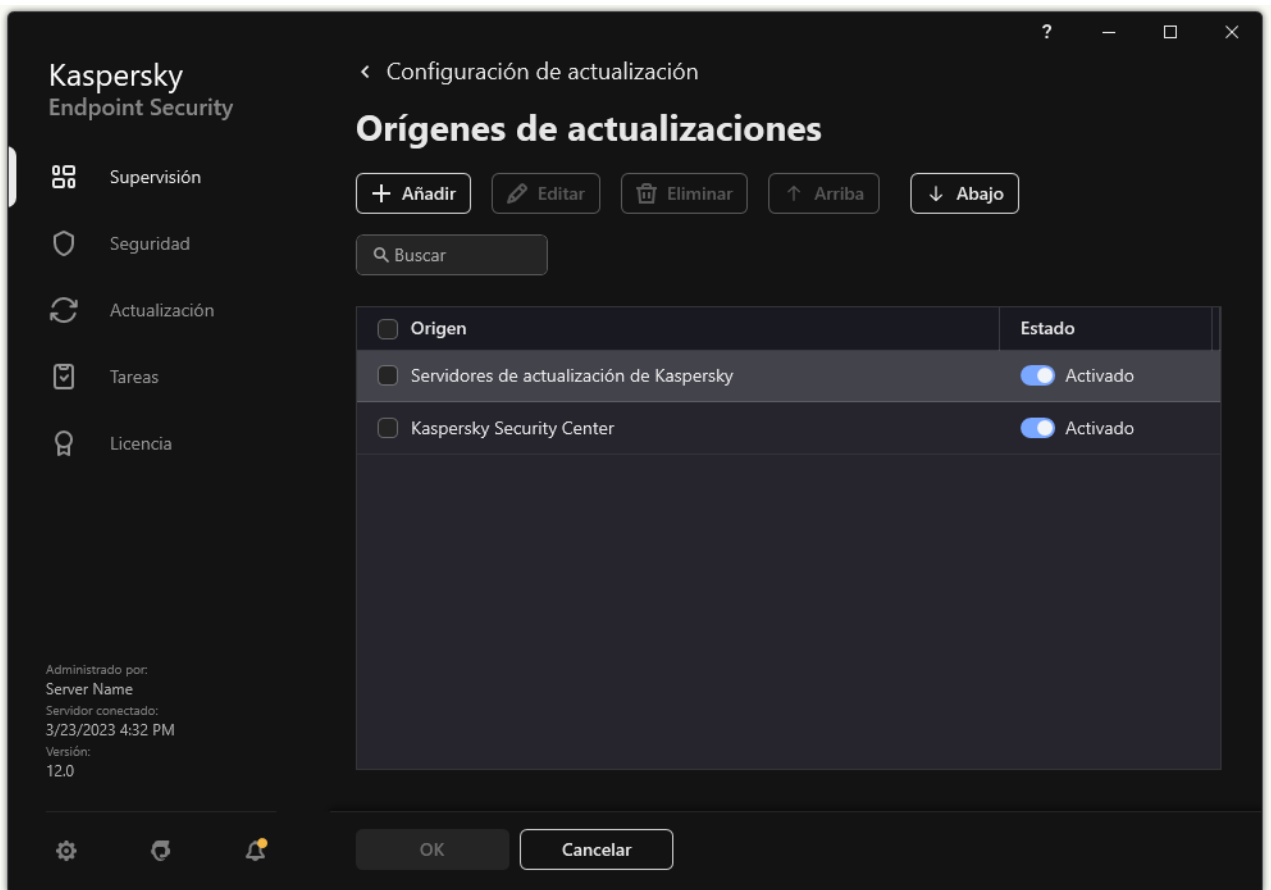 ?
Kaspersky
Endpoint Security
Configuración de actualización
Orígenes de actualizaciones
Supervisión
Seguridad
Actualización
Tareas
Licencia
Añadir Editar Eliminar Arriba Abajo
Buscar
Origen Estado
Servidores de actualización de Kaspersky Activado
Kaspersky Security Center Activado
Administrado por:
Server Name
Servidor conectado:
3/23/2023 4:32 PM
Versión:
12.0
OK Cancelar